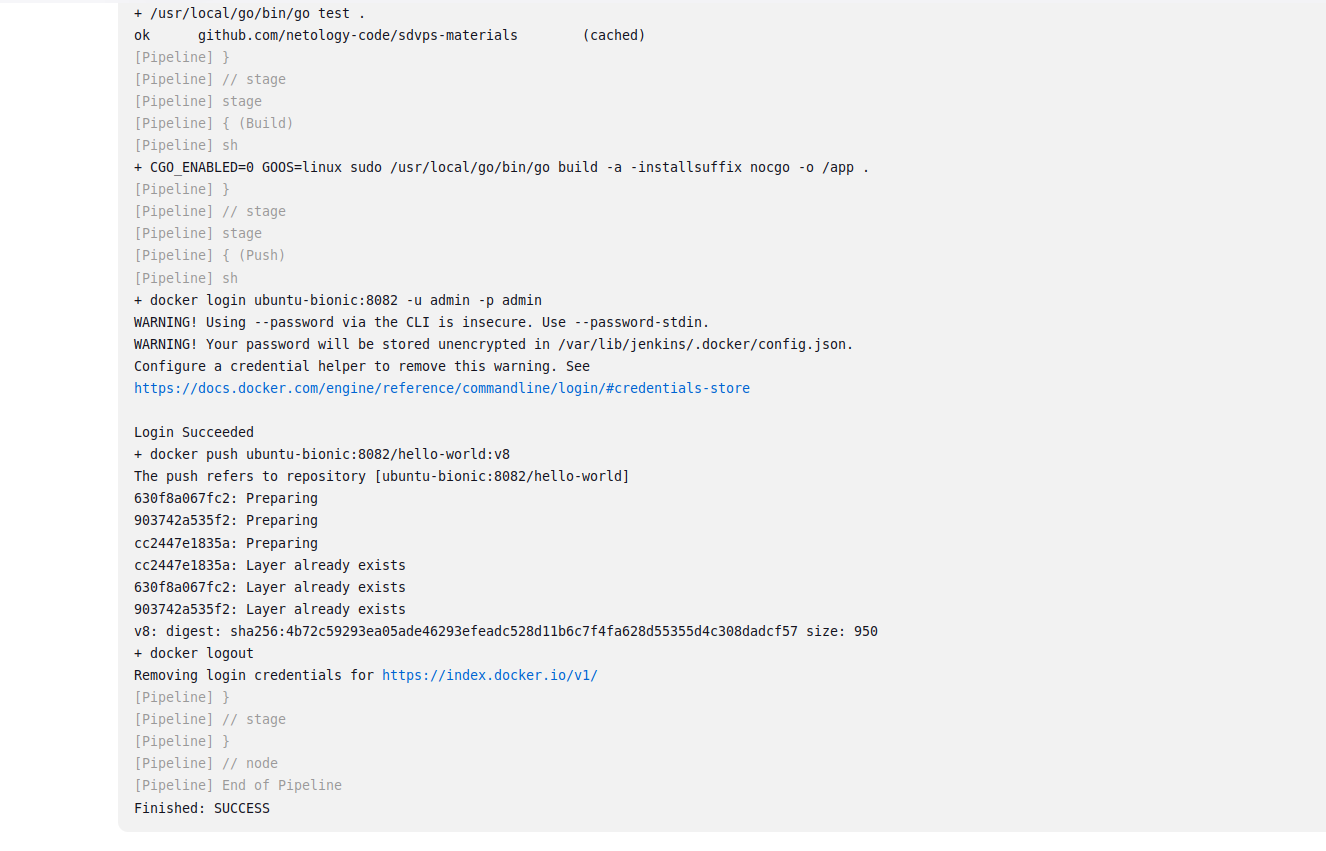 + /usr/local/go/bin/go test .
ok      github.com/netology-code/sdvps-materials        (cached)
[Pipeline] }
[Pipeline] // stage
[Pipeline] stage
[Pipeline] { (Build)
[Pipeline] sh
+ CGO_ENABLED=0 GOOS=linux sudo /usr/local/go/bin/go build -a -installsuffix nocgo -o /app .
[Pipeline] }
[Pipeline] // stage
[Pipeline] stage
[Pipeline] { (Push)
[Pipeline] sh
+ docker login ubuntu-bionic:8082 -u admin -p admin
WARNING! Using --password via the CLI is insecure. Use --password-stdin.
WARNING! Your password will be stored unencrypted in /var/lib/jenkins/.docker/config.json.
Configure a credential helper to remove this warning. See
https://docs.docker.com/engine/reference/commandline/login/#credentials-store

Login Succeeded
+ docker push ubuntu-bionic:8082/hello-world:v8
The push refers to repository [ubuntu-bionic:8082/hello-world]
630f8a067fc2: Preparing
903742a535f2: Preparing
cc2447e1835a: Preparing
cc2447e1835a: Layer already exists
630f8a067fc2: Layer already exists
903742a535f2: Layer already exists
v8: digest: sha256:4b72c59293ea05ade46293efeadc528d11b6c7f4fa628d55355d4c308dadcf57 size: 950
+ docker logout
Removing login credentials for https://index.docker.io/v1/
[Pipeline] }
[Pipeline] // stage
[Pipeline] }
[Pipeline] // node
[Pipeline] End of Pipeline
Finished: SUCCESS